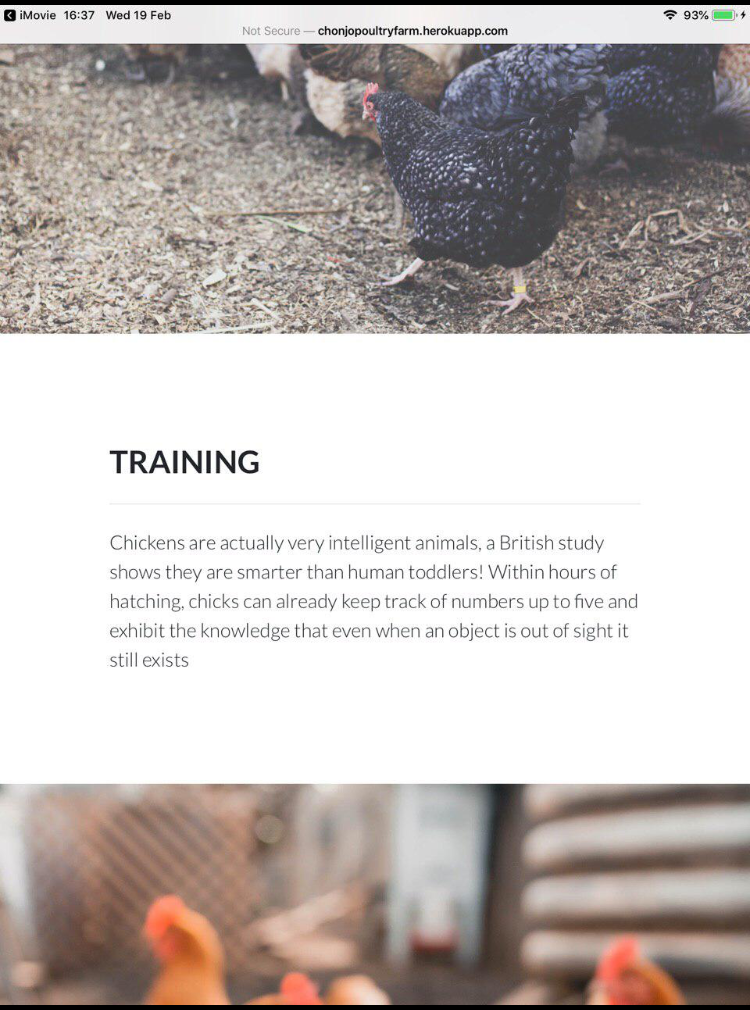 iMovie 16:37 Wed 19 Feb 93%
Not Secure — chonjopoultryfarm.herokuapp.com
TRAINING
Chickens are actually very intelligent animals, a British study
shows they are smarter than human toddlers! Within hours of
hatching, chicks can already keep track of numbers up to five and
exhibit the knowledge that even when an object is out of sight it
still exists